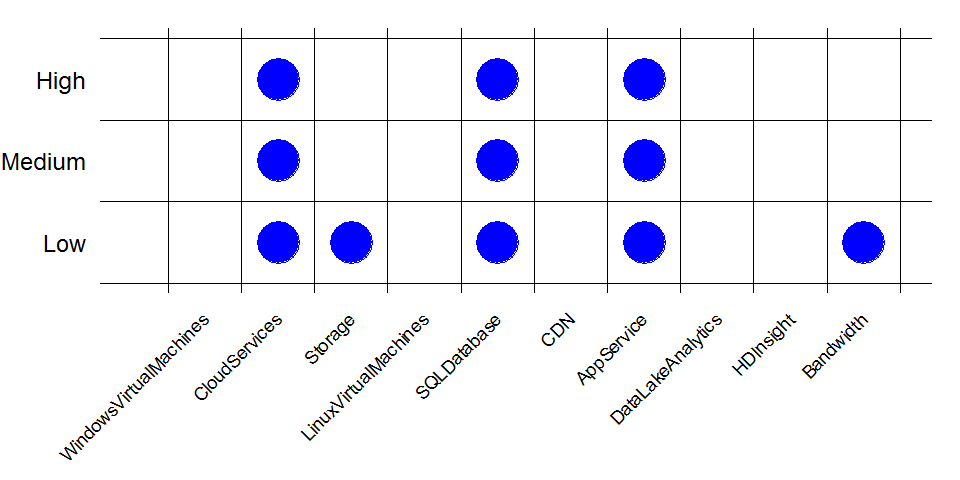 High
Medium
Low
WindowsVirtualMachines
CloudServices
Storage
LinuxVirtualMachines
SQLDatabase
CDN
AppService
DataLakeAnalytics
HDInsight
Bandwidth